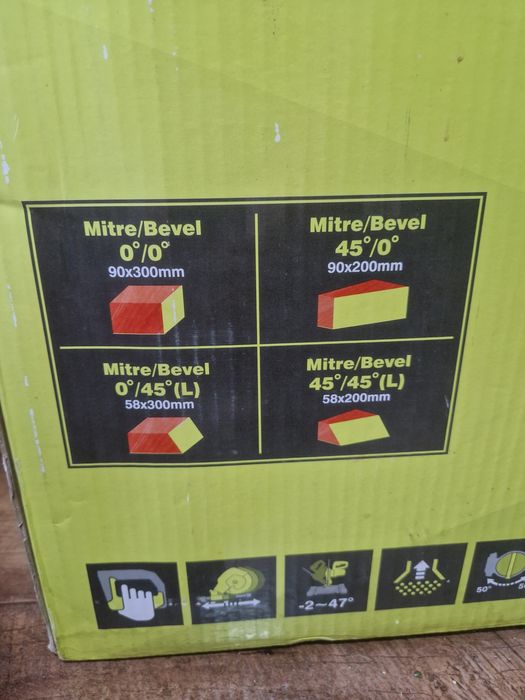 Mitre/Bevel
0°/0°
90x300mm
Mitre/Bevel
45°/0°
90x200mm
Mitre/Bevel
0°/45°(L)
58x300mm
Mitre/Bevel
45°/45°(L)
58x200mm
-2~47°
50°